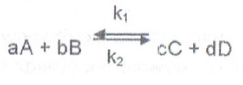 k₁
aA + bB ⇌ cC + dD
k₂